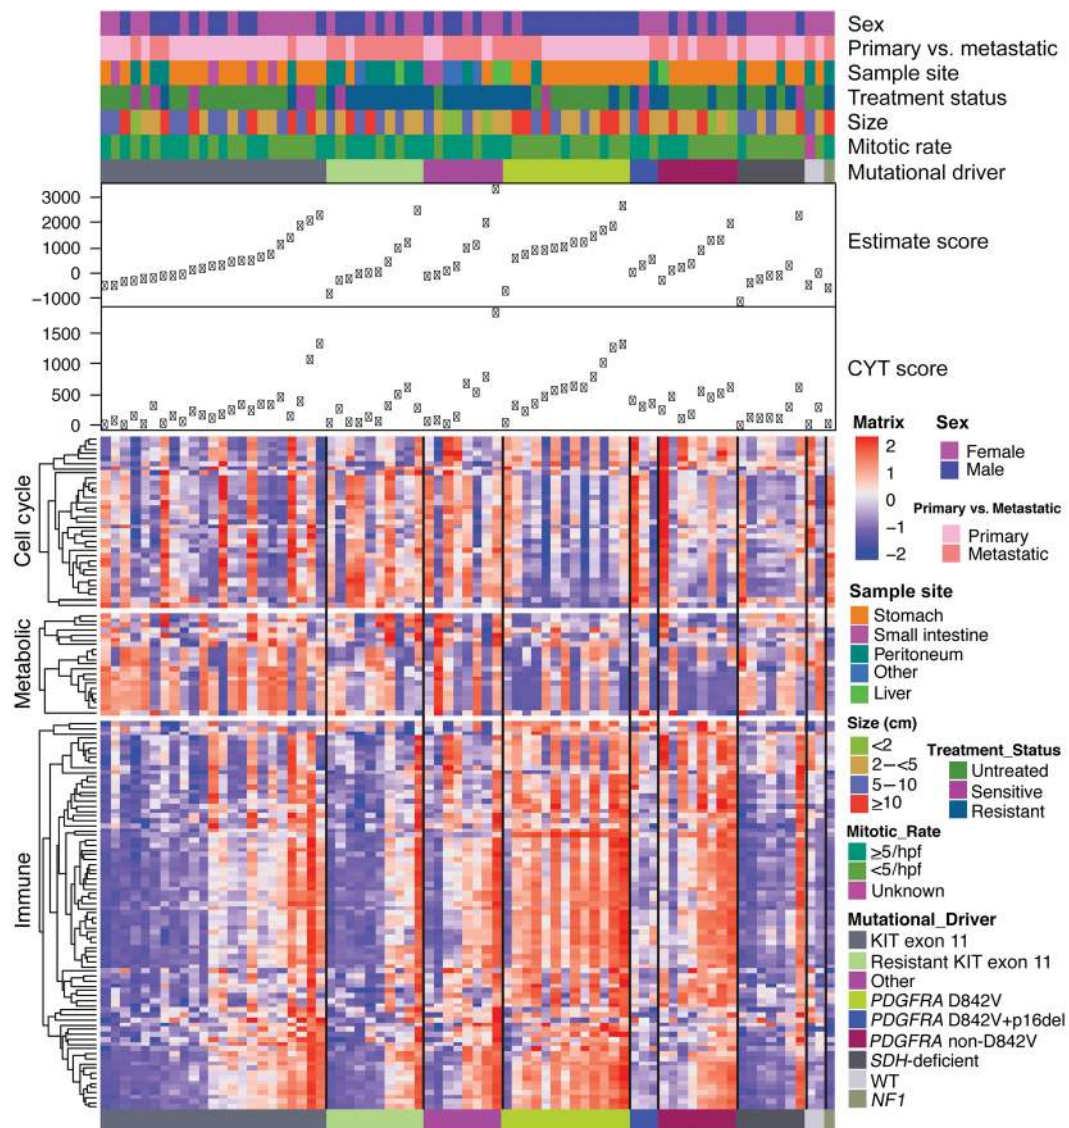 Sex
Primary vs. metastatic
Sample site
Treatment status
Size
Mitotic rate
Mutational driver
3000
2000
1000
0
−1000
Estimate score
1500
1000
500
0
CYT score
Cell cycle
Metabolic
Immune
Matrix
2
1
0
−1
−2
Sex
Female
Male
Primary vs. Metastatic
Primary
Metastatic
Sample site
Stomach
Small intestine
Peritoneum
Other
Liver
Size (cm)
<2
2−<5
5−10
≥10
Treatment_Status
Untreated
Sensitive
Resistant
Mitotic_Rate
≥5/hpf
<5/hpf
Unknown
Mutational_Driver
KIT exon 11
Resistant KIT exon 11
Other
PDGFRA D842V
PDGFRA D842V+p16del
PDGFRA non-D842V
SDH-deficient
WT
NF1